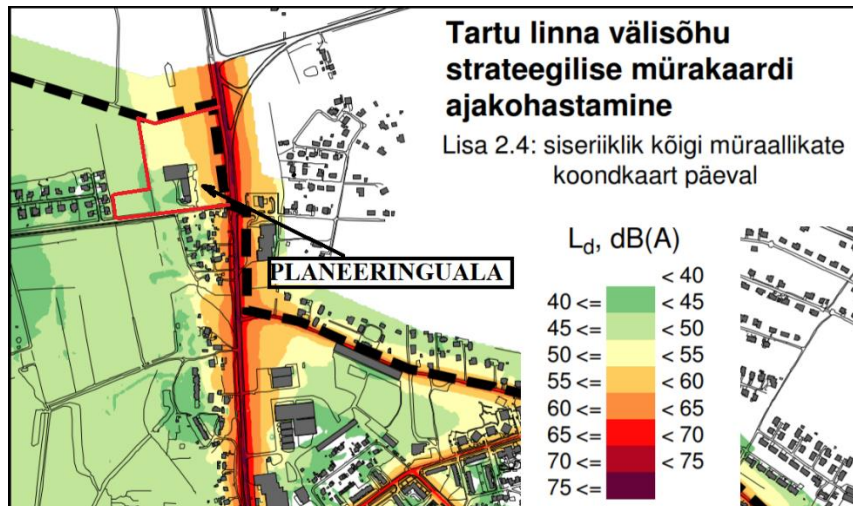 Tartu linna välisõhu
strateegilise mürakaardi
ajakohastamine
Lisa 2.4: siseriiklik kõigi müraallikate
koondkaart päeval
PLANEERINGUALA
L_d, dB(A)
< 40
40 <= < 45
45 <= < 50
50 <= < 55
55 <= < 60
60 <= < 65
65 <= < 70
70 <= < 75
75 <=